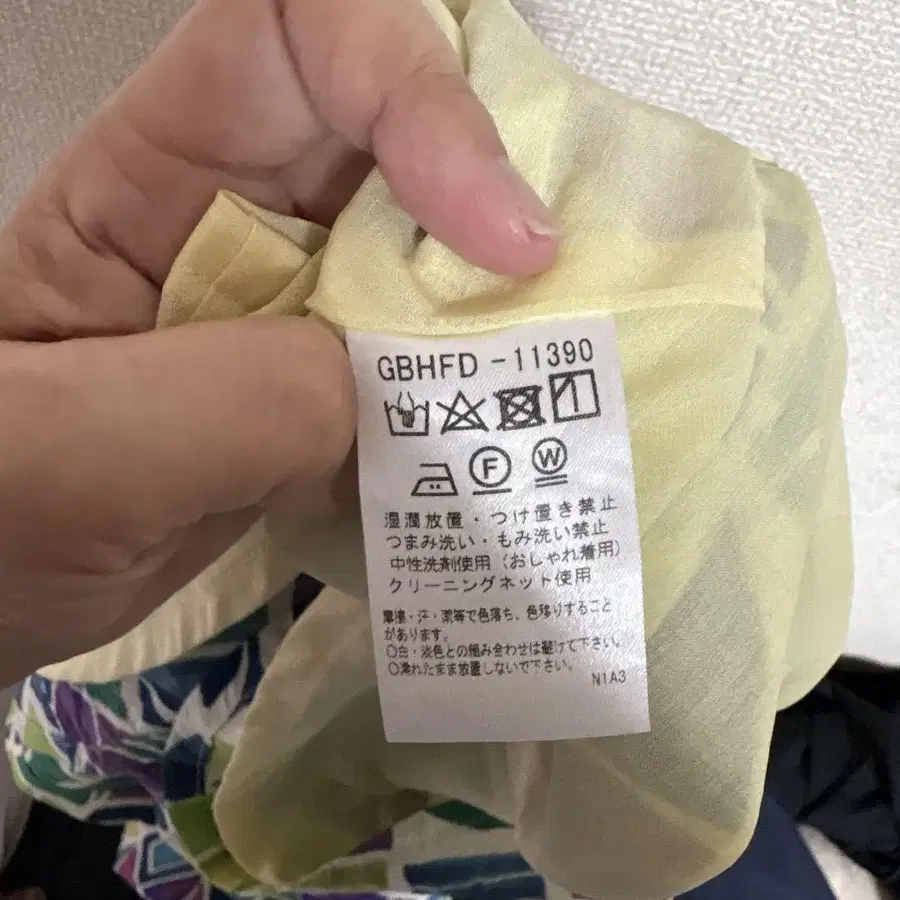 GBHFD -11390
F W
湿潤放置・つけ置き禁止
つまみ洗い・もみ洗い禁止
中性洗剤使用(おしゃれ着用)
クリーニングネット使用
摩擦・汗・濡等で色落ち、色移りすること
があります。
○白・淡色との組み合わせは避けて下さい。
○濡れたまま放置しないで下さい。
N1A3